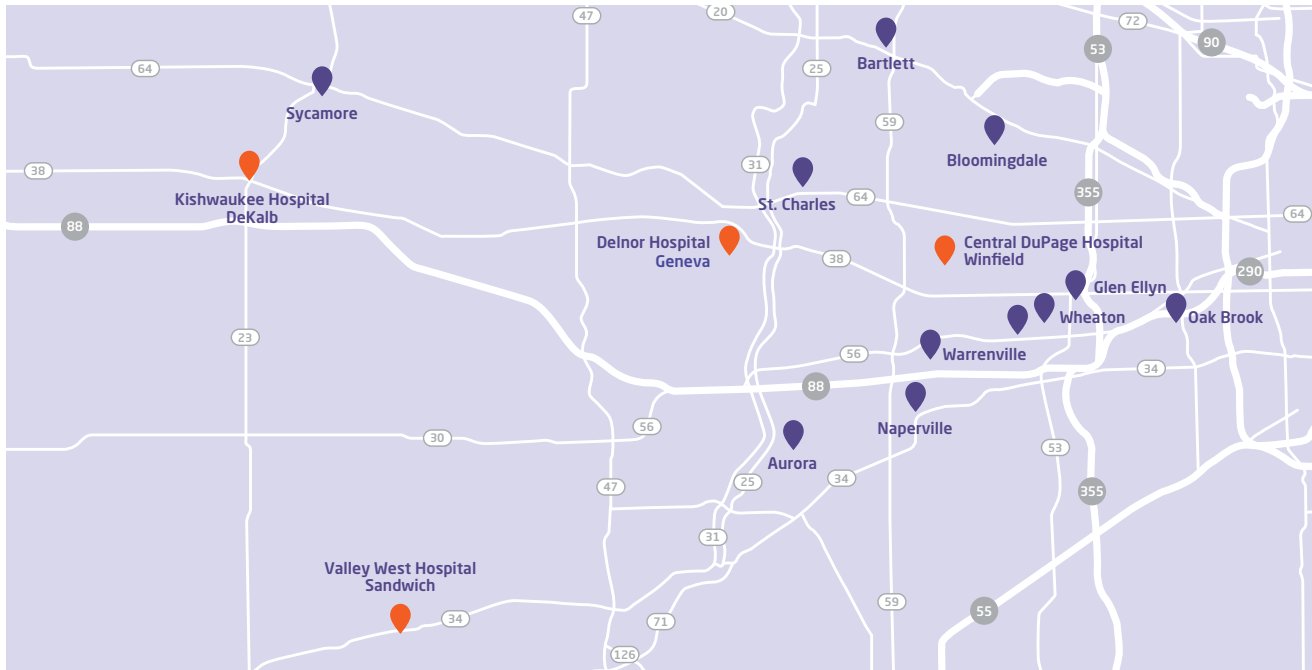 47
20
72
53
90
Bartlett
64
25
Sycamore
59
Bloomingdale
38
31
Kishwaukee Hospital
DeKalb
St. Charles
64
355
64
88
Delnor Hospital
Geneva
38
Central DuPage Hospital
Winfield
290
Glen Ellyn
Wheaton
Oak Brook
23
56
Warrenville
34
88
56
30
Naperville
Aurora
53
47
25
34
355
31
Valley West Hospital
Sandwich
34
71
59
55
126